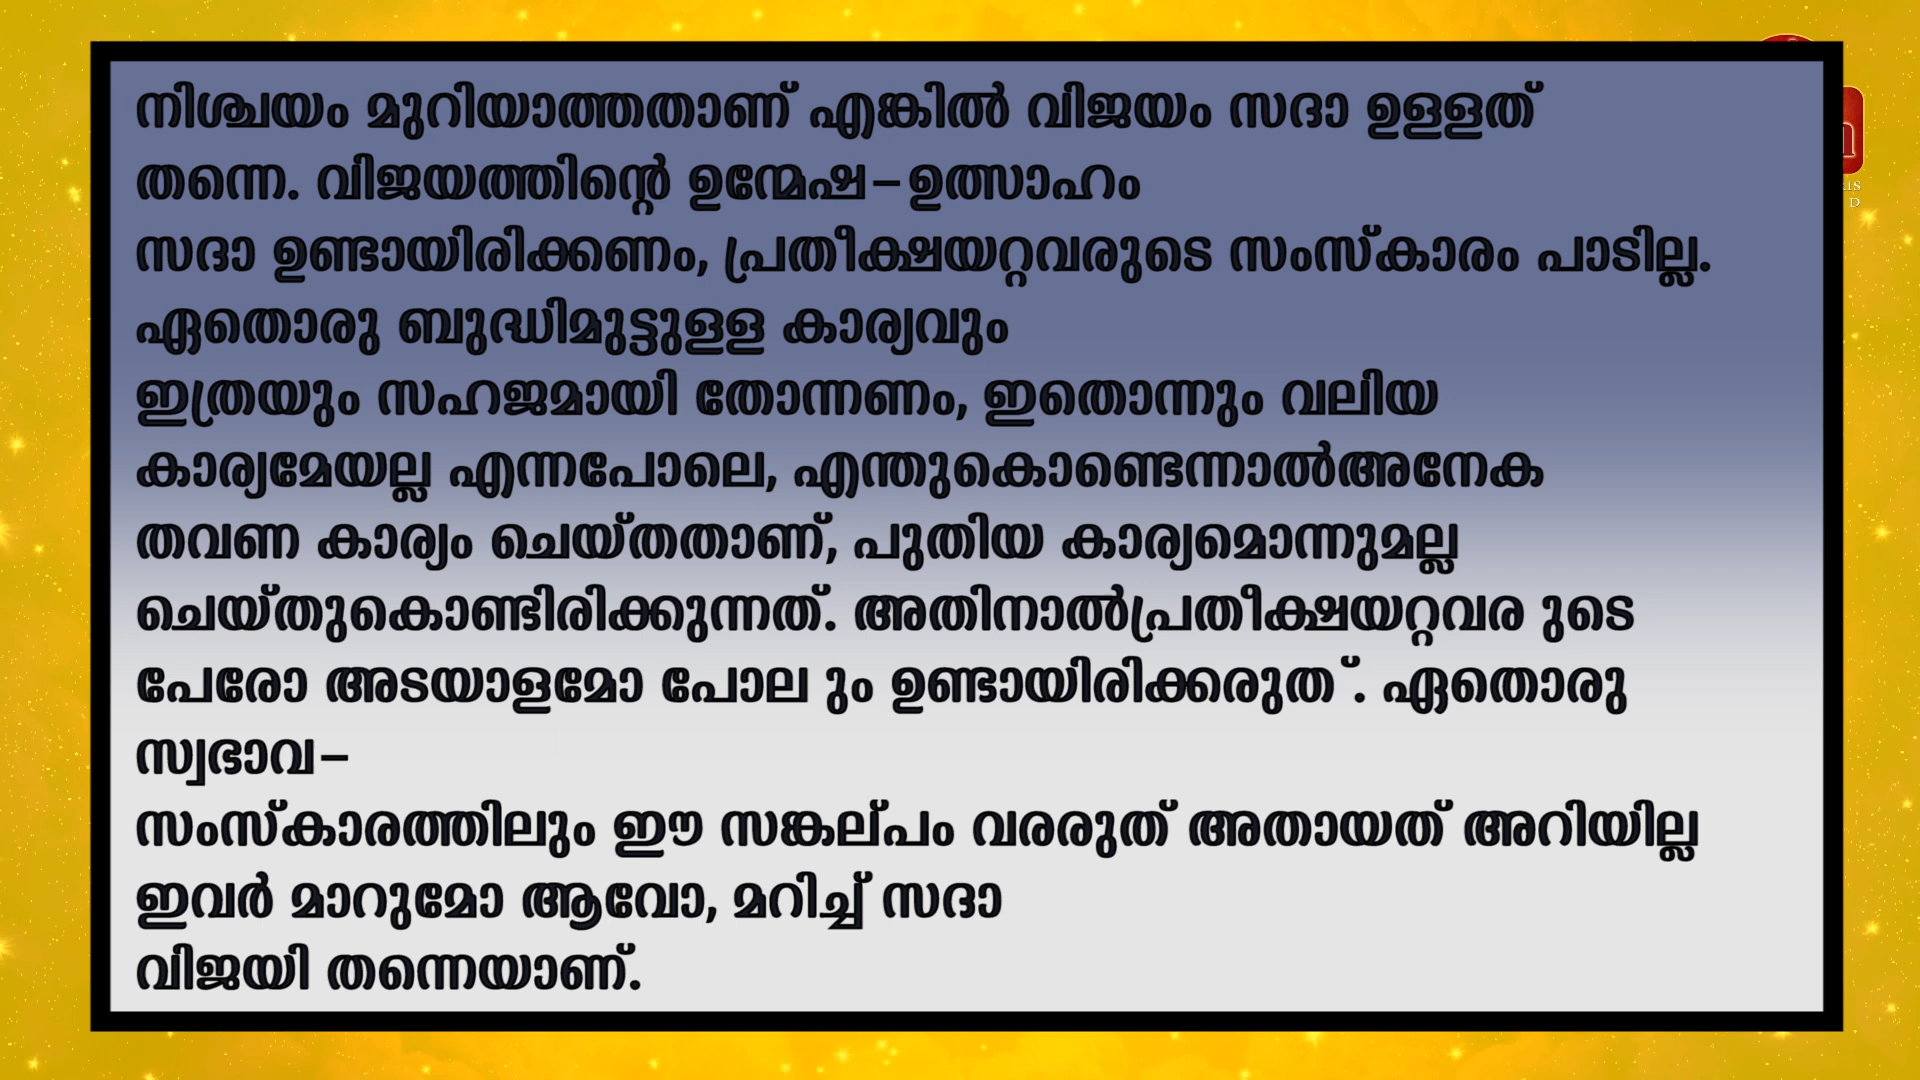 നിശ്ചയം മുറിയാത്തതാണ് എങ്കിൽ വിജയം സദാ ഉളളത്
തന്നെ. വിജയത്തിന്റെ ഉന്മേഷ-ഉത്സാഹം
സദാ ഉണ്ടായിരിക്കണം, പ്രതീക്ഷയറ്റവരുടെ സംസ്കാരം പാടില്ല.
ഏതൊരു ബുദ്ധിമുട്ടുളള കാര്യവും
ഇത്രയും സഹജമായി തോന്നണം, ഇതൊന്നും വലിയ
കാര്യമേയല്ല എന്നപോലെ, എന്തുകൊണ്ടെന്നാൽഅനേക
തവണ കാര്യം ചെയ്തതാണ്, പുതിയ കാര്യമൊന്നുമല്ല
ചെയ്തുകൊണ്ടിരിക്കുന്നത്. അതിനാൽപ്രതീക്ഷയറ്റവര ുടെ
പേരോ അടയാളമോ പോല ും ഉണ്ടായിരിക്കരുത ്. ഏതൊരു
സ്വഭാവ-
സംസ്കാരത്തിലും ഈ സങ്കല്പം വരരുത് അതായത് അറിയില്ല
ഇവർ മാറുമോ ആവോ, മറിച്ച് സദാ
വിജയി തന്നെയാണ്.
IS
D